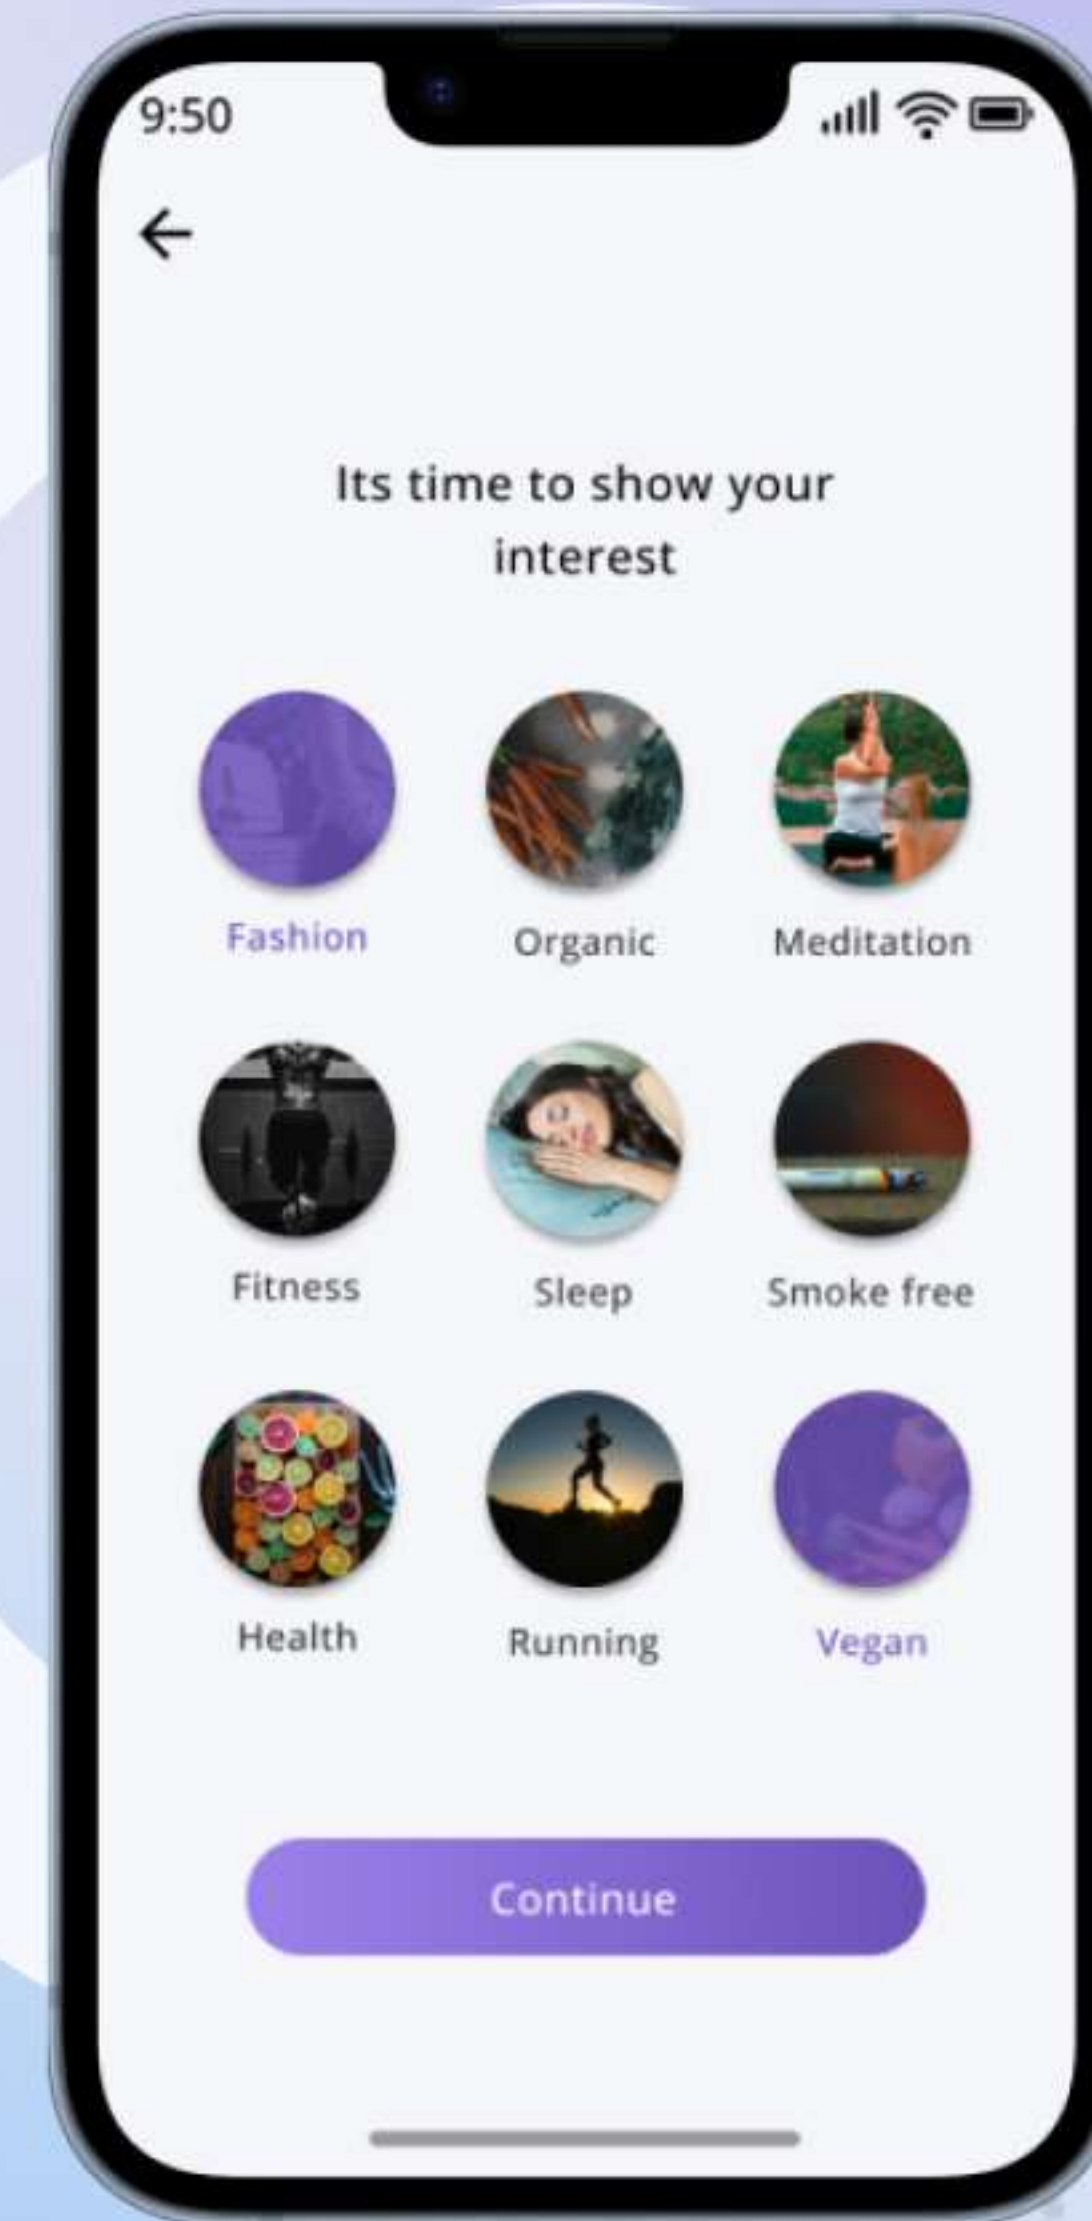 9:50
Its time to show your
interest
Fashion
Organic
Meditation
Fitness
Sleep
Smoke free
Health
Running
Vegan
Continue